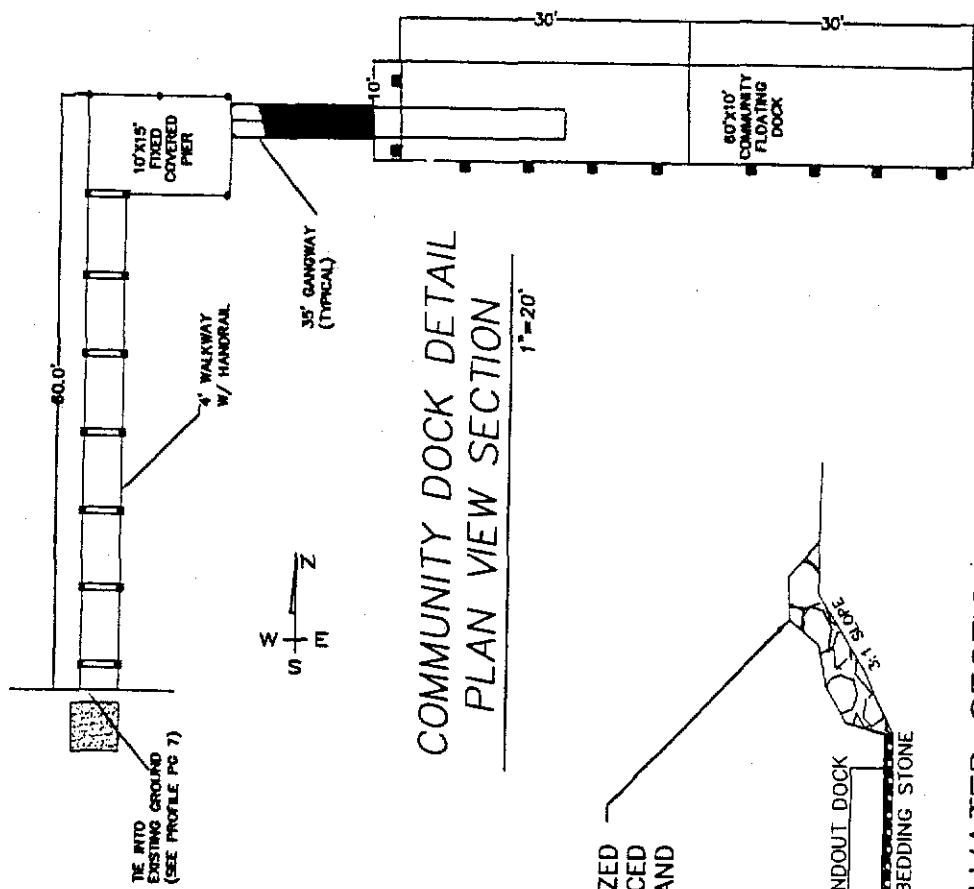 60.0'
10'X15'
FIXED
COVERED
PIER
4' WALKWAY
W/ HANDRAIL
TIE INTO
EXISTING GROUND
(SEE PROFILE PG 7)
35' GANGWAY
(TYPICAL)
10'
30'
30'
60'X10'
COMMUNITY
FLOATING
DOCK
W
N
S
E
COMMUNITY DOCK DETAIL
PLAN VIEW SECTION
1"=20'
ZED
CED
AND
3:1 SLOPE
NDOUT DOCK
BEDDING STONE